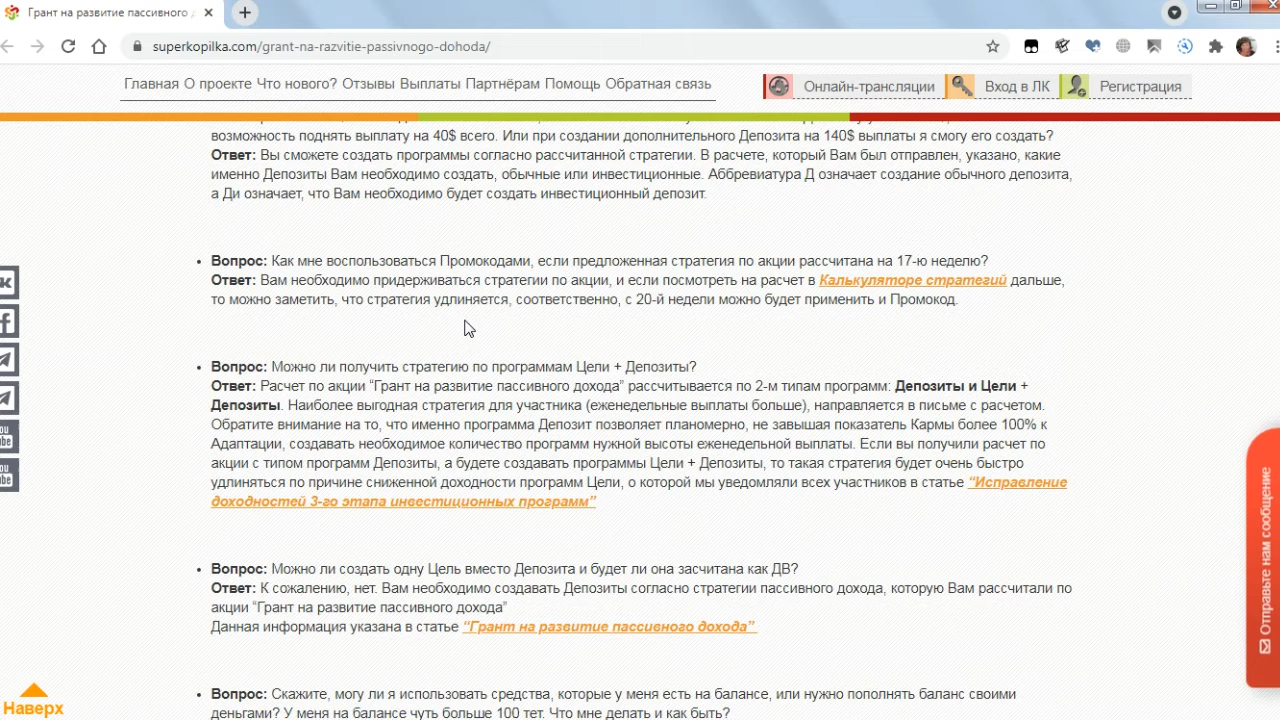 Грант на развитие пассивного д
superkopilka.com/grant-na-razvitie-passivnogo-dohoda/
Главная О проекте Что нового? Отзывы Выплаты Партнёрам Помощь Обратная связь
Онлайн-трансляции
Вход в ЛК
Регистрация
возможность поднять выплату на 40$ всего. Или при создании дополнительного Депозита на 140$ выплаты я смогу его создать?
Ответ: Вы сможете создать программы согласно рассчитанной стратегии. В расчете, который Вам был отправлен, указано, какие
именно Депозиты Вам необходимо создать, обычные или инвестиционные. Аббревиатура Д означает создание обычного депозита,
а Ди означает, что Вам необходимо будет создать инвестиционный депозит.
• Вопрос: Как мне воспользоваться Промокодами, если предложенная стратегия по акции рассчитана на 17-ю неделю?
Ответ: Вам необходимо придерживаться стратегии по акции, и если посмотреть на расчет в Калькуляторе стратегий дальше,
то можно заметить, что стратегия удлиняется, соответственно, с 20-й недели можно будет применить и Промокод.
• Вопрос: Можно ли получить стратегию по программам Цели + Депозиты?
Ответ: Расчет по акции “Грант на развитие пассивного дохода” рассчитывается по 2-м типам программ: Депозиты и Цели +
Депозиты. Наиболее выгодная стратегия для участника (еженедельные выплаты больше), направляется в письме с расчетом.
Обратите внимание на то, что именно программа Депозит позволяет планомерно, не завышая показатель Кармы более 100% к
Адаптации, создавать необходимое количество программ нужной высоты еженедельной выплаты. Если вы получили расчет по
акции с типом программ Депозиты, а будете создавать программы Цели + Депозиты, то такая стратегия будет очень быстро
удлиняться по причине сниженной доходности программ Цели, о которой мы уведомляли всех участников в статье “Исправление
доходностей 3-го этапа инвестиционных программ”
• Вопрос: Можно ли создать одну Цель вместо Депозита и будет ли она засчитана как ДВ?
Ответ: К сожалению, нет. Вам необходимо создавать Депозиты согласно стратегии пассивного дохода, которую Вам рассчитали по
акции “Грант на развитие пассивного дохода”
Данная информация указана в статье “Грант на развитие пассивного дохода”
• Вопрос: Скажите, могу ли я использовать средства, которые у меня есть на балансе, или нужно пополнять баланс своими
деньгами? У меня на балансе чуть больше 100 тет. Что мне делать и как быть?
You
You
Отправьте нам сообщение
Наверх